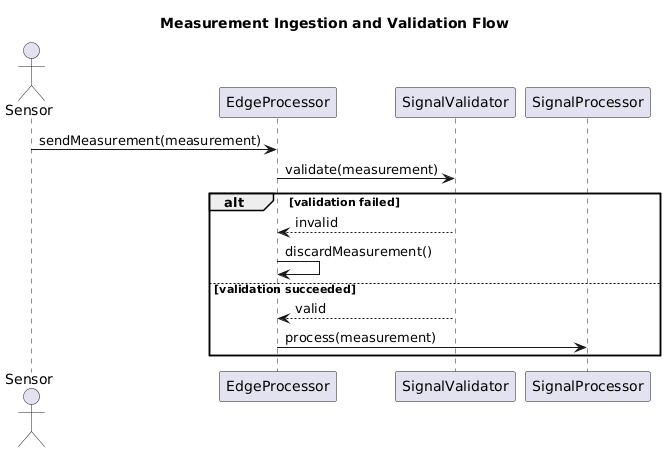 Measurement Ingestion and Validation Flow
Sensor
EdgeProcessor
SignalValidator
SignalProcessor
sendMeasurement(measurement)
validate(measurement)
alt
[validation failed]
invalid
discardMeasurement()
[validation succeeded]
valid
process(measurement)
Sensor
EdgeProcessor
SignalValidator
SignalProcessor